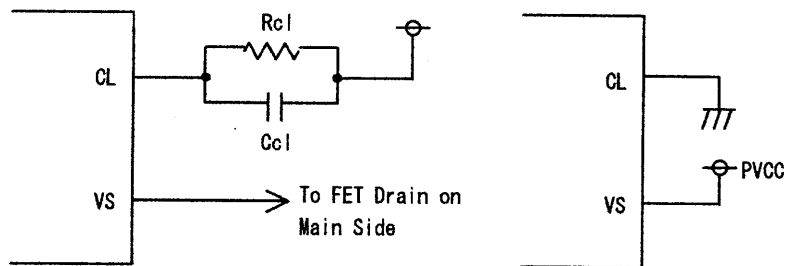 Rcl
CL
Ccl
VS
To FET Drain on
Main Side
CL
PVCC
VS